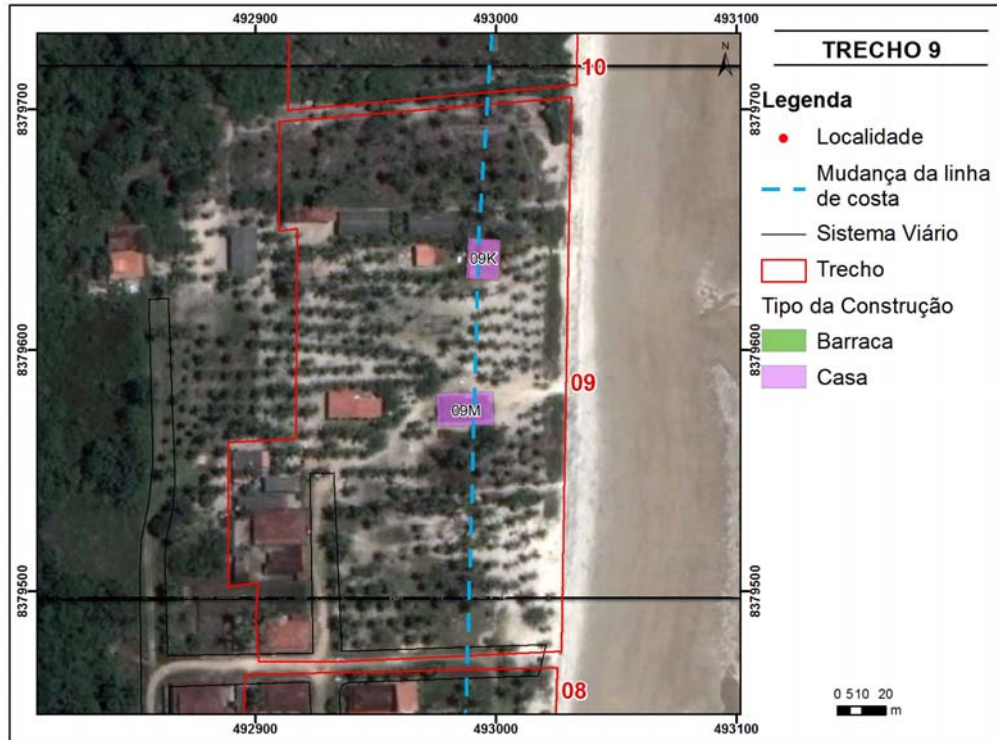 492900
493000
493100
8379700
8379600
8379500
8379700
8379600
8379500
492900
493000
493100
10
09K
09
09M
08
N
TRECHO 9
Legenda
Localidade
Mudança da linha
de costa
Sistema Viário
Trecho
Tipo da Construção
Barraca
Casa
0 5 10 20
m